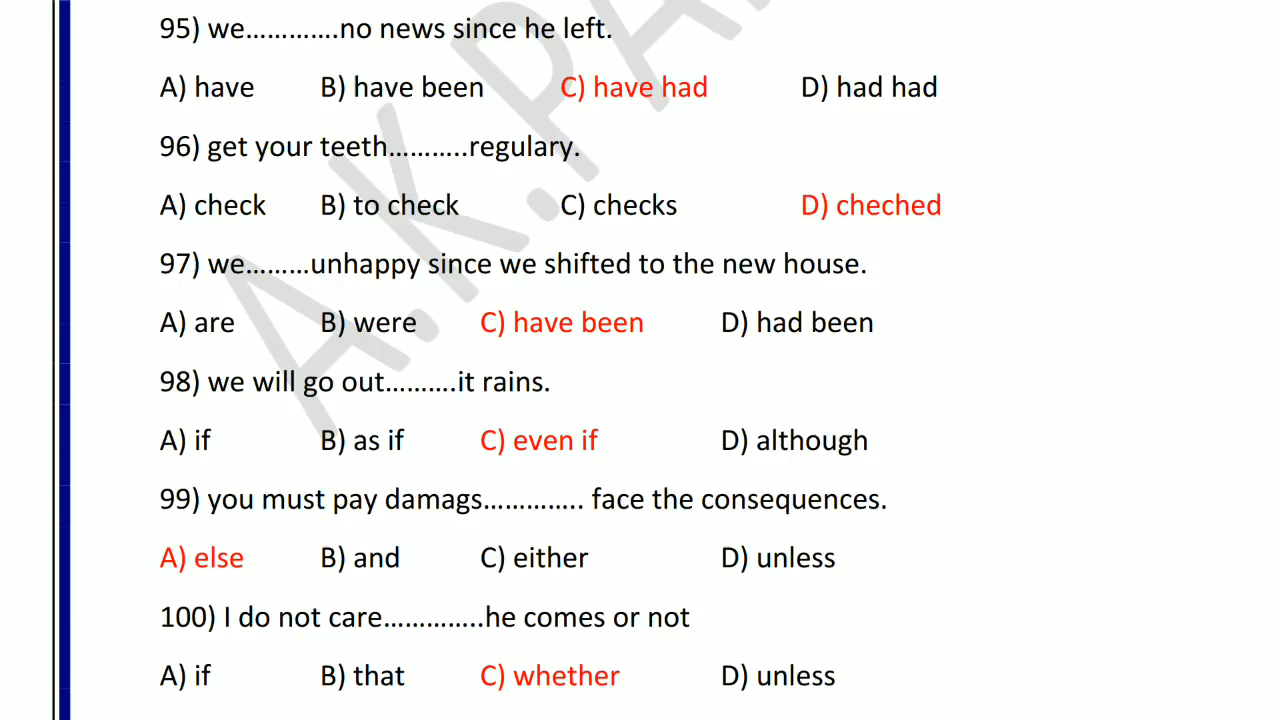 95) we………….no news since he left.
A) have B) have been C) have had D) had had
96) get your teeth………..regulary.
A) check B) to check C) checks D) cheched
97) we………unhappy since we shifted to the new house.
A) are B) were C) have been D) had been
98) we will go out……….it rains.
A) if B) as if C) even if D) although
99) you must pay damags………….. face the consequences.
A) else B) and C) either D) unless
100) I do not care…………..he comes or not
A) if B) that C) whether D) unless
A.K.PA